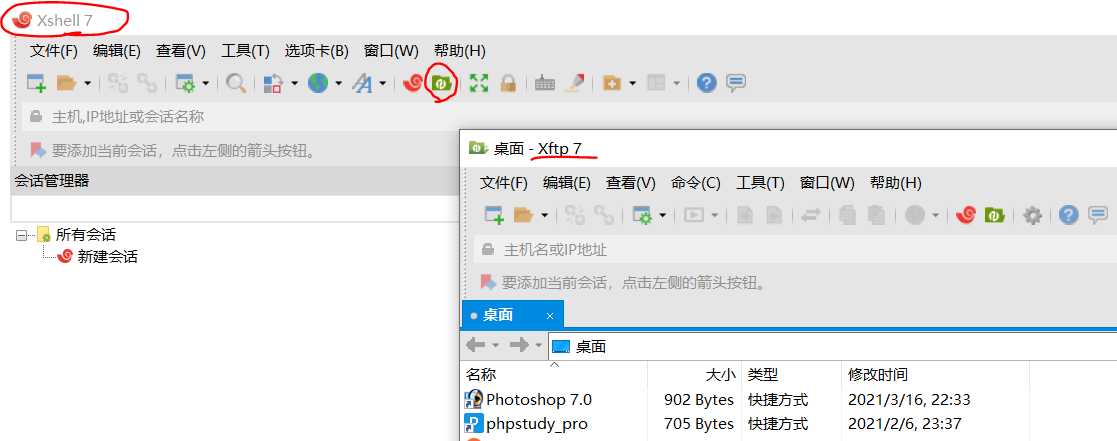 Xshell 7
文件(F) 编辑(E) 查看(V) 工具(T) 选项卡(B) 窗口(W) 帮助(H)
主机,IP地址或会话名称
要添加当前会话，点击左侧的箭头按钮。
会话管理器
所有会话
新建会话
桌面 - Xftp 7
文件(F) 编辑(E) 查看(V) 命令(C) 工具(T) 窗口(W) 帮助(H)
主机名或IP地址
要添加当前会话，点击左侧的箭头按钮。
桌面 ×
桌面
名称 大小 类型 修改时间
Photoshop 7.0 902 Bytes 快捷方式 2021/3/16, 22:33
phpstudy_pro 705 Bytes 快捷方式 2021/2/6, 23:37